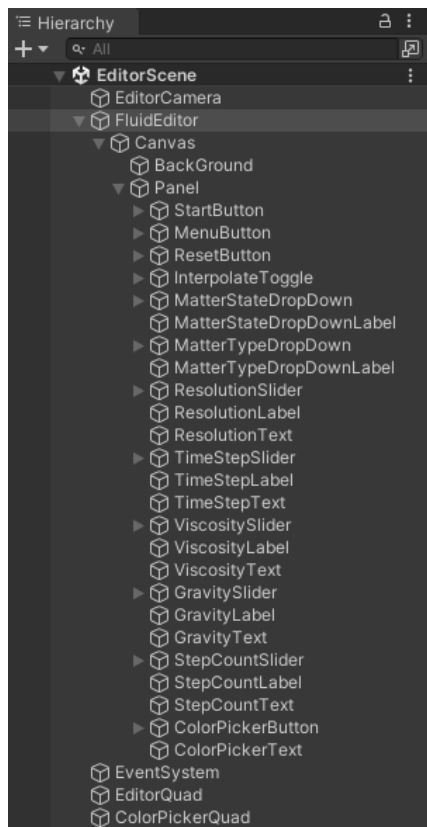 Hierarchy
All
EditorScene
EditorCamera
FluidEditor
Canvas
BackGround
Panel
StartButton
MenuButton
ResetButton
InterpolateToggle
MatterStateDropDown
MatterStateDropDownLabel
MatterTypeDropDown
MatterTypeDropDownLabel
ResolutionSlider
ResolutionLabel
ResolutionText
TimeStepSlider
TimeStepLabel
TimeStepText
ViscositySlider
ViscosityLabel
ViscosityText
GravitySlider
GravityLabel
GravityText
StepCountSlider
StepCountLabel
StepCountText
ColorPickerButton
ColorPickerText
EventSystem
EditorQuad
ColorPickerQuad